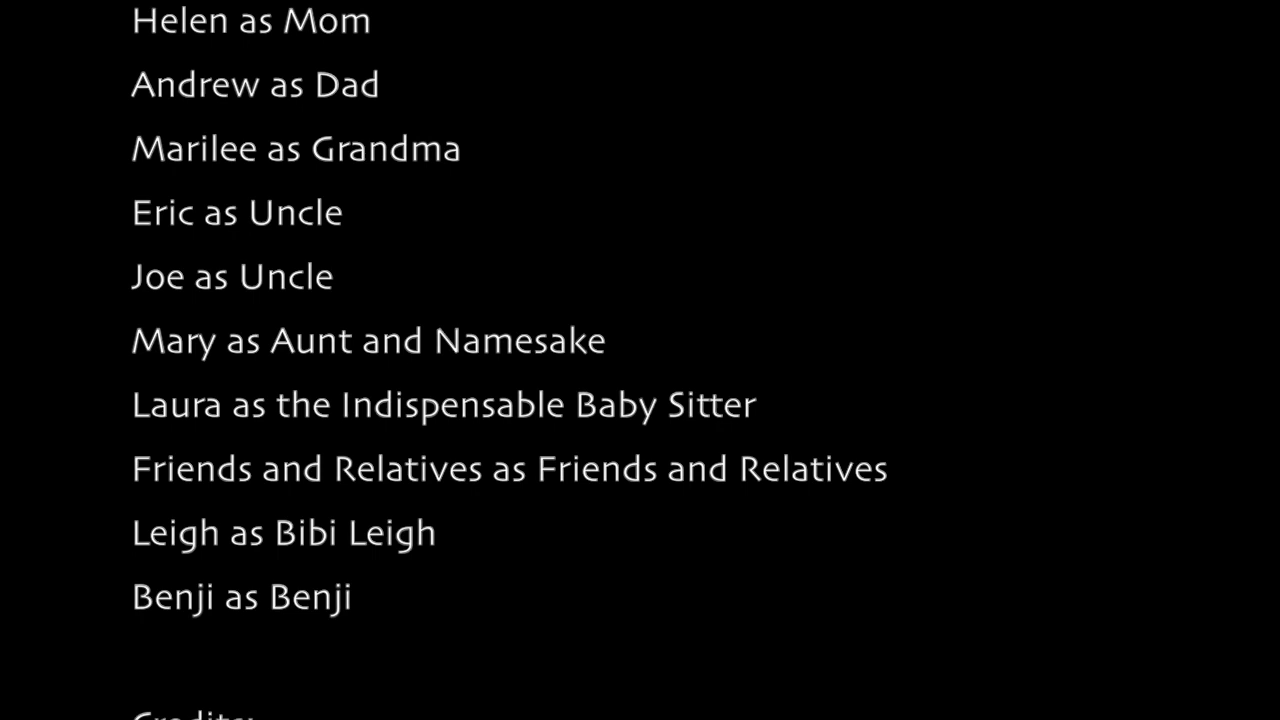 Helen as Mom
Andrew as Dad
Marilee as Grandma
Eric as Uncle
Joe as Uncle
Mary as Aunt and Namesake
Laura as the Indispensable Baby Sitter
Friends and Relatives as Friends and Relatives
Leigh as Bibi Leigh
Benji as Benji
Credits: